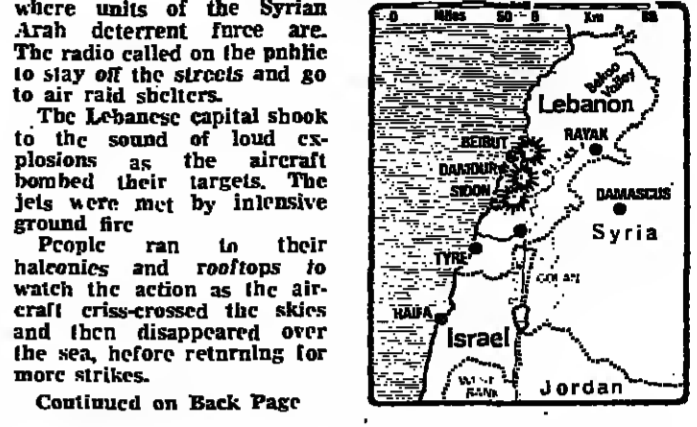 where units of the Syrian
Arab deterrent force are.
The radio called on the public
to stay off the streets and go
to air raid shelters.
The Lebanese capital shook
to the sound of loud ex-
plosions as the aircraft
bombed their targets. The
jets were met by intensive
ground fire
People ran to their
balconies and rooftops to
watch the action as the air-
craft criss-crossed the skies
and then disappeared over
the sea, before returning for
more strikes.
Continued on Back Page
0 Miles 50 0 Km
Bekaa
Valley
Lebanon
BEIRUT
RAYAK
DAMOUR
SIDON
DAMASCUS
Syria
TYRE
GOLAN
HAIFA
Israel
WEST
BANK
Jordan